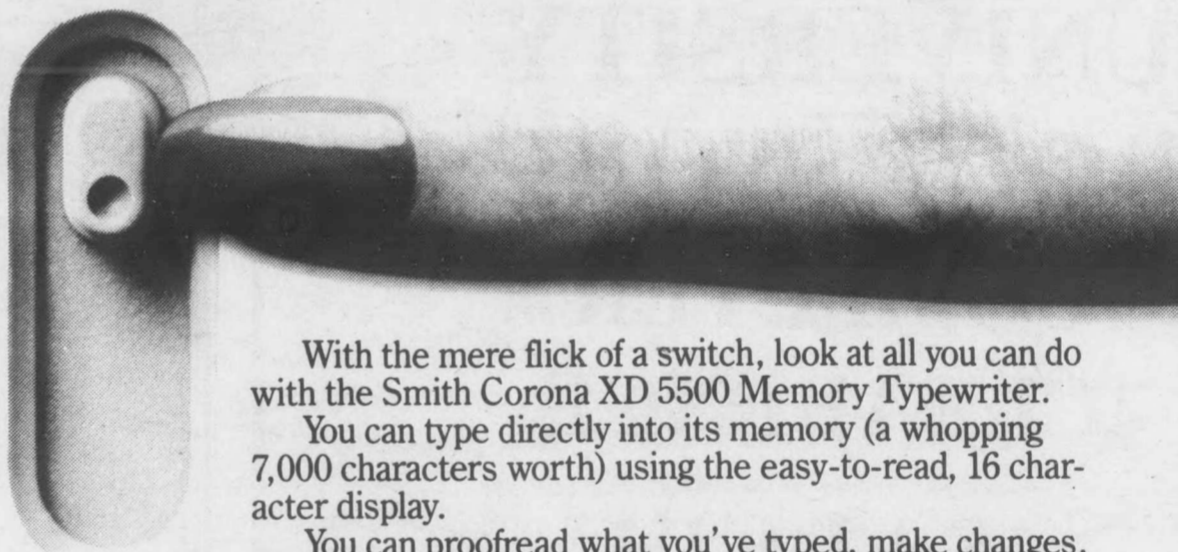 With the mere flick of a switch, look at all you can do
with the Smith Corona XD 5500 Memory Typewriter.
You can type directly into its memory (a whopping
7,000 characters worth) using the easy-to-read, 16 char-
acter display.
You can proofread what you've typed, make changes,